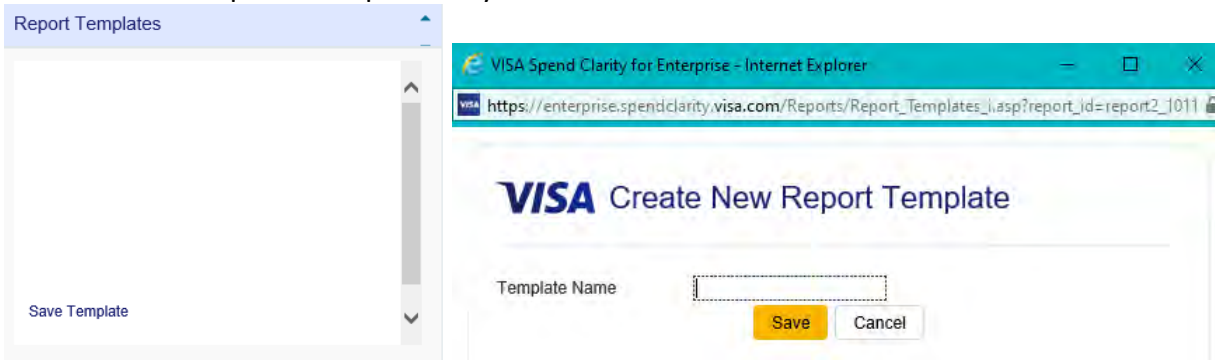 Report Templates
Save Template
VISA Spend Clarity for Enterprise - Internet Explorer
VISA https://enterprise.spendclarity.visa.com/Reports/Report_Templates_i.asp?report_id=report2_1011
VISA Create New Report Template
Template Name
Save Cancel